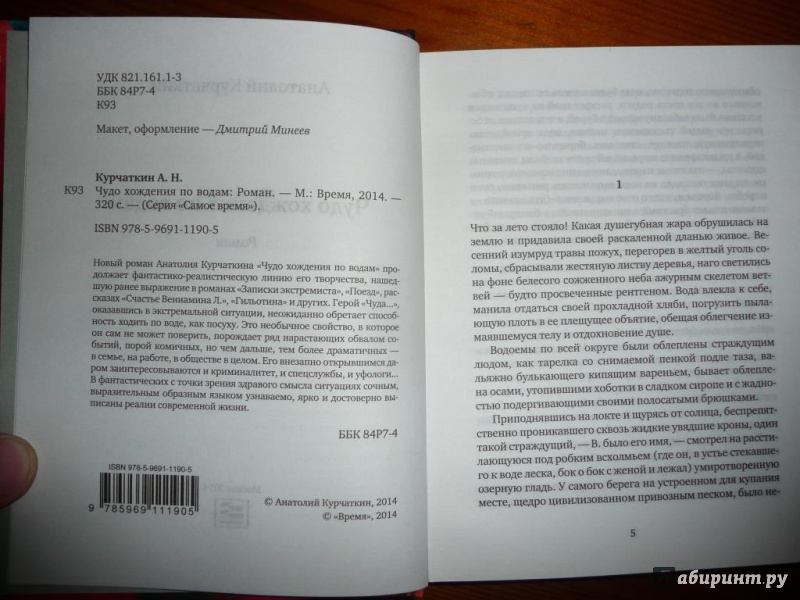 УДК 821.161.1-3
ББК 84Р7-4
К93
Макет, оформление — Дмитрий Минеев
Курчаткин А. Н.
К93 Чудо хождения по водам: Роман. — М.: Время, 2014. —
320 с. — (Серия «Самое время»).
ISBN 978-5-9691-1190-5
Новый роман Анатолия Курчаткина «Чудо хождения по водам» про-
должает фантастико-реалистическую линию его творчества, нашед-
шую ранее выражение в романах «Записки экстремиста», «Поезд», рас-
сказах «Счастье Вениамина Л.», «Гильотина» и других. Герой «Чуда...»,
оказавшись в экстремальной ситуации, неожиданно обретает способ-
ность ходить по воде, как посуху. Это необычное свойство, в которое
он сам не может поверить, порождает ряд нарастающих обвалом со-
бытий, порой комичных, но чем дальше, тем более драматичных —
в семье, на работе, в обществе в целом. Его внезапно открывшимся да-
ром заинтересовываются и криминалитет, и спецслужбы, и уфологи...
В фантастических с точки зрения здравого смысла ситуациях сочным,
выразительным образным языком узнаваемо, ярко и достоверно вы-
писаны реалии современной жизни.
ББК 84Р7-4
ISBN 978-5-9691-1190-5
9 785969 111905
© Анатолий Курчаткин, 2014
© «Время», 2014
1
Что за лето стояло! Какая душегубная жара обрушилась на
землю и придавила своей раскаленной дланью живое. Ве-
сенний изумруд травы пожух, перегорев в желтый уголь со-
ломы, сбрасывали жестяную листву деревья, наго светились
на фоне белесого сожженного неба ажурным скелетом вет-
вей — будто просвеченные рентгеном. Вода влекла к себе,
манила отдаться своей прохладной хляби, погрузить пыла-
ющую плоть в ее плещущее объятие, обещая облегчение из-
маявшемуся телу и отдохновение душе.
Водоемы по всей округе были облеплены страждущим
людом, как тарелка со снимаемой пенкой подле таза, ва-
льяжно булькающего кипящим вареньем, бывает облепле-
на осами, утопившими хоботки в сладком сиропе и с жадно-
стью подергивающими своими полосатыми брюшками.
Приподнявшись на локте и щурясь от солнца, беспрепят-
ственно проникавшего сквозь жидкие увядшие кроны, один
такой страждущий, — В. было его имя, — смотрел на рассти-
лающуюся под робким всхолмьем (где он, в устье стекавше-
го к воде леска, бок о бок с женой и лежал) умиротворенную
озерную гладь. У самого берега на устроенном для купания
месте, щедро цивилизованном привозным песком, было не-
5
абиринт.ру